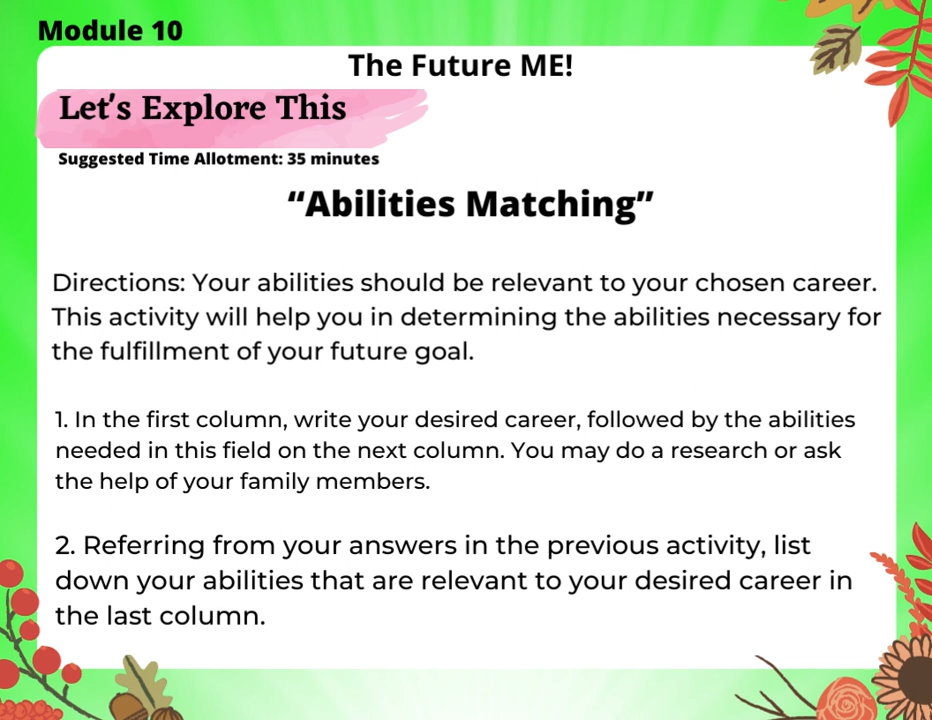 Module 10
The Future ME!
Let's Explore This
Suggested Time Allotment: 35 minutes
“Abilities Matching”
Directions: Your abilities should be relevant to your chosen career.
This activity will help you in determining the abilities necessary for
the fulfillment of your future goal.
1. In the first column, write your desired career, followed by the abilities
needed in this field on the next column. You may do a research or ask
the help of your family members.
2. Referring from your answers in the previous activity, list
down your abilities that are relevant to your desired career in
the last column.